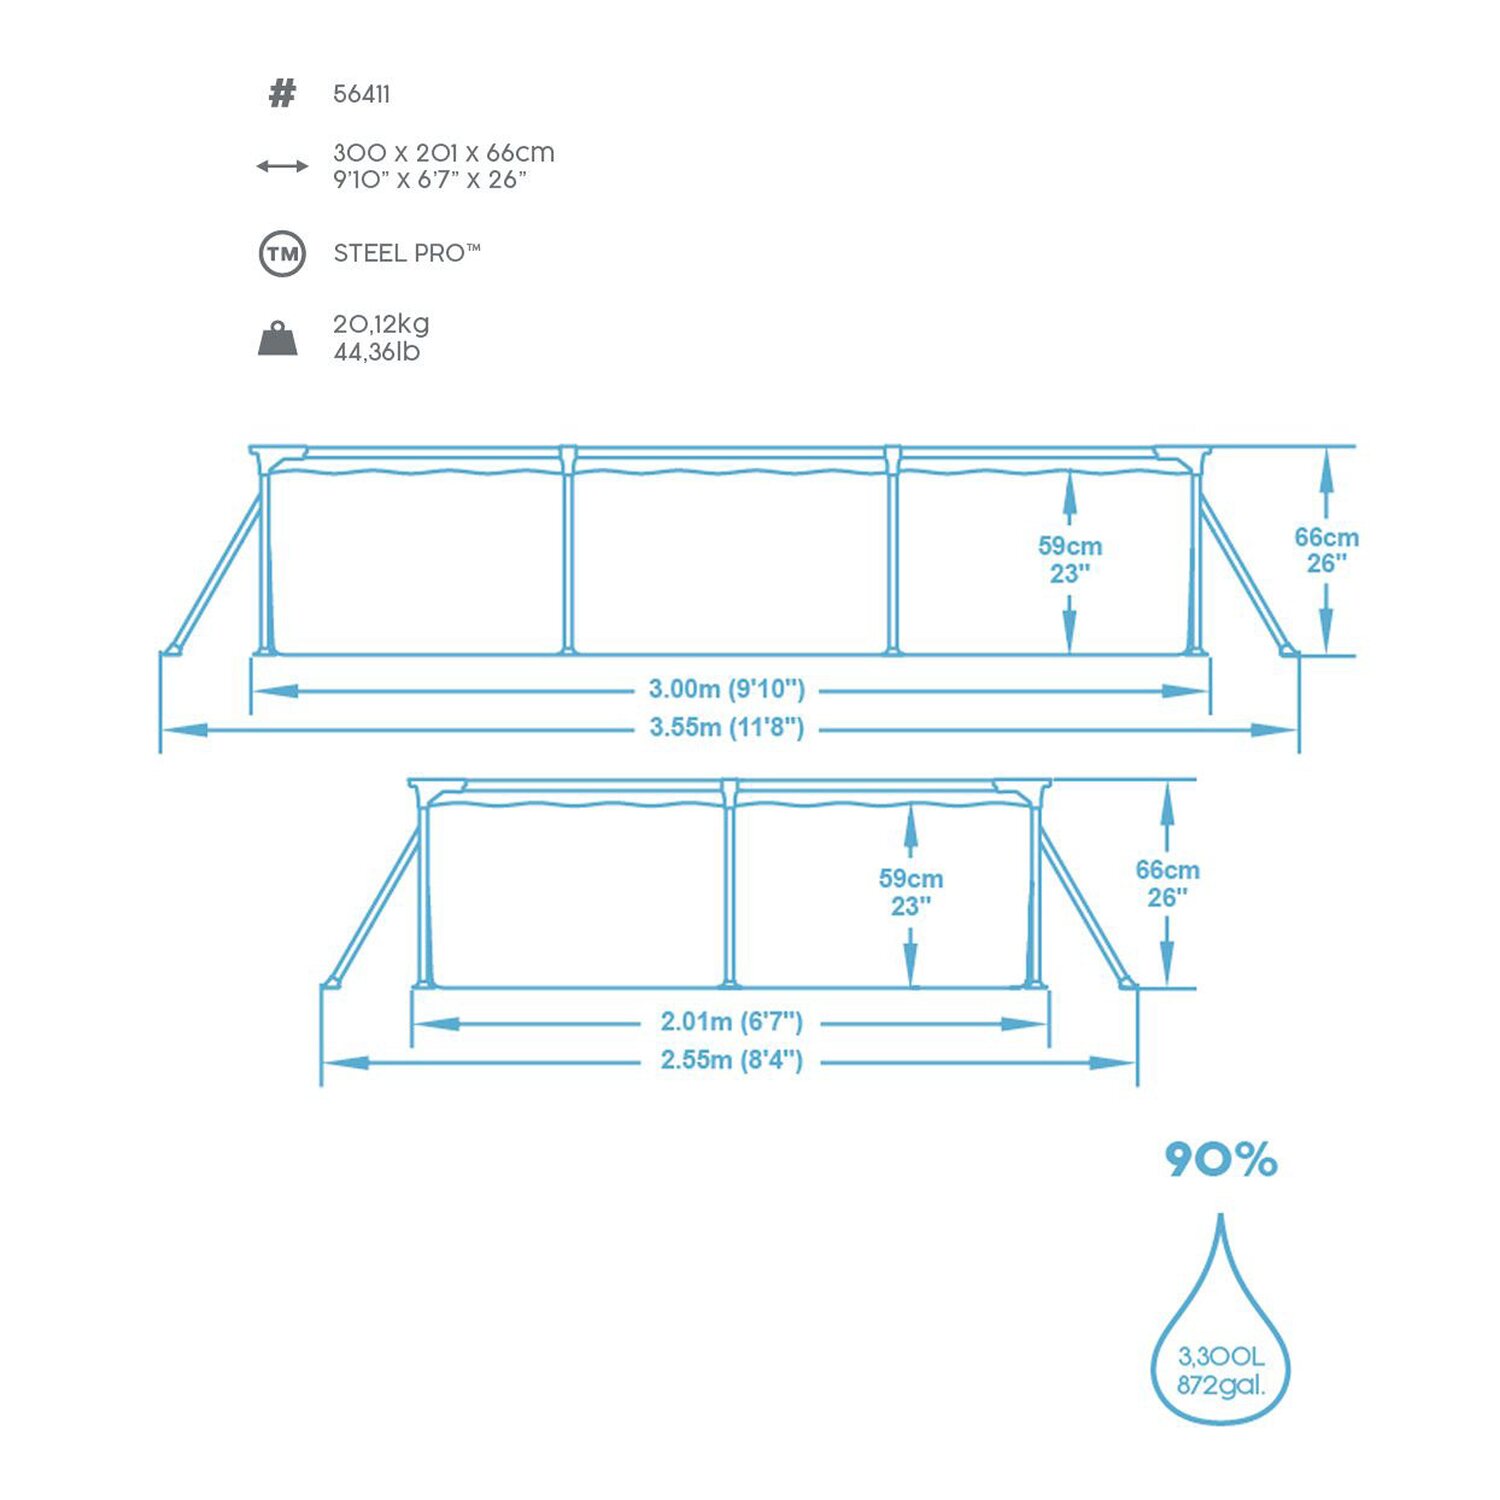 # 56411
300 x 201 x 66cm
9'10" X 6'7" X 26"
TM STEEL PRO™
20,12kg
44,36lb
59cm
23"
66cm
26"
3.00m (9'10")
3.55m (11'8")
59cm
23"
66cm
26"
2.01m (6'7")
2.55m (8'4")
90%
3,300L
872gal.